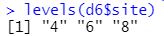 > levels(d6$site)
[1] "4" "6" "8"